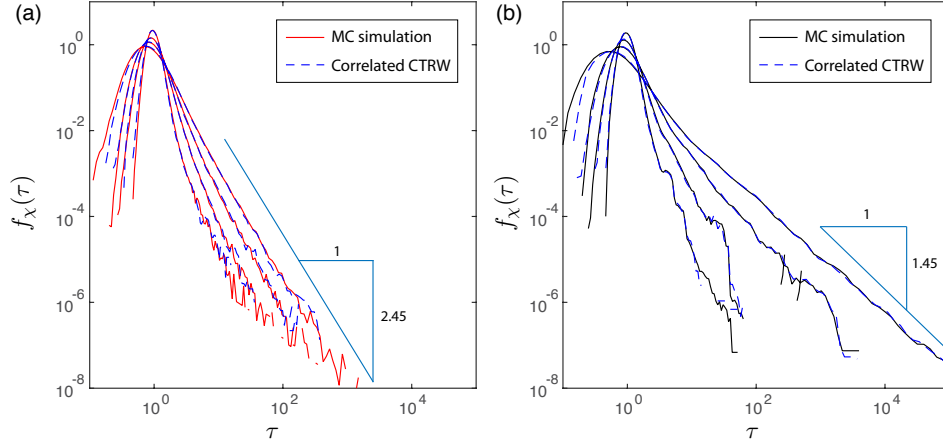 (a)
MC simulation
Correlated CTRW
10^0
10^-2
10^-4
10^-6
10^-8
f_χ(τ)
1
2.45
10^0
10^2
10^4
τ
(b)
MC simulation
Correlated CTRW
10^0
10^-2
10^-4
10^-6
10^-8
f_χ(τ)
1
1.45
10^0
10^2
10^4
τ